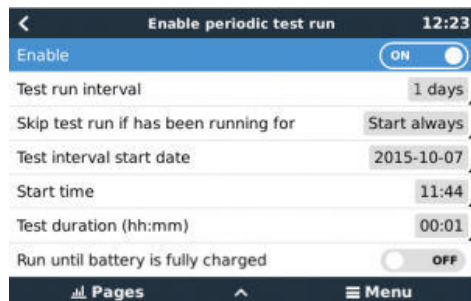 Enable periodic test run 12:23
Enable ON
Test run interval 1 days
Skip test run if has been running for Start always
Test interval start date 2015-10-07
Start time 11:44
Test duration (hh:mm) 00:01
Run until battery is fully charged OFF
Pages Menu